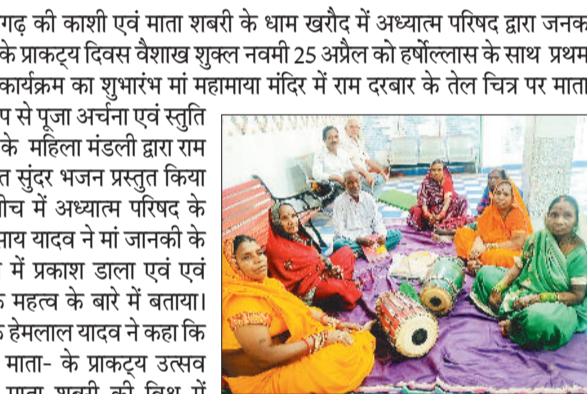 गढ़ की काशी एवं माता शबरी के धाम खरौद में अध्यात्म परिषद द्वारा जनक
के प्राकट्य दिवस वैशाख शुक्ल नवमी 25 अप्रैल को हर्षोल्लास के साथ प्रथम
कार्यक्रम का शुभारंभ मां महामाया मंदिर में राम दरबार के तेल चित्र पर माता
प से पूजा अर्चना एवं स्तुति
के महिला मंडली द्वारा राम
त सुंदर भजन प्रस्तुत किया
ीच में अध्यात्म परिषद के
साय यादव ने मां जानकी के
में प्रकाश डाला एवं एवं
महत्व के बारे में बताया।
हेमलाल यादव ने कहा कि
माता- के प्राकट्य उत्सव
माता शबरी की में